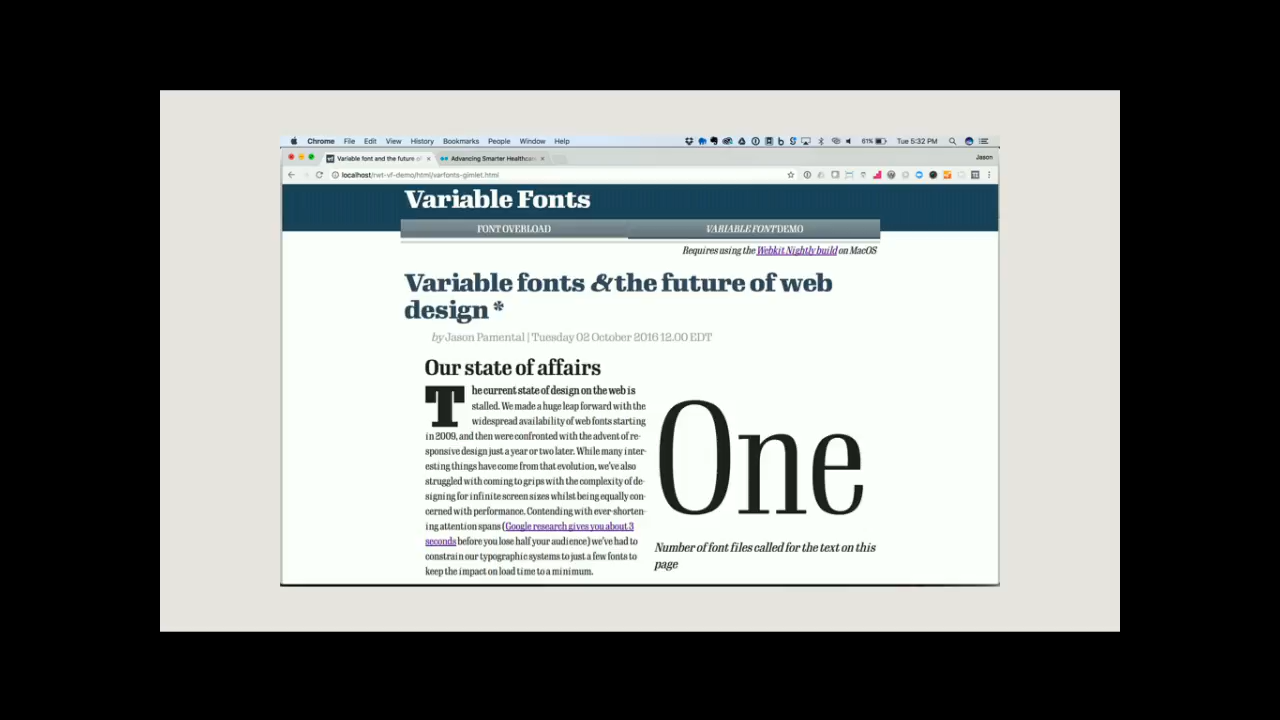 Chrome File Edit View History Bookmarks People Window Help 61% Tue 5:32 PM
Variable font and the future of Advancing Smarter Healthcar Jason
localhost/rwt-vf-demo/html/varfonts-gimlet.html
Variable Fonts
FONT OVERLOAD VARIABLE FONT DEMO
Requires using the Webkit Nightly build on MacOS
Variable fonts & the future of web
design *
by Jason Pamental | Tuesday 02 October 2016 12.00 EDT
Our state of affairs
The current state of design on the web is
stalled. We made a huge leap forward with the
widespread availability of web fonts starting
in 2009, and then were confronted with the advent of re-
sponsive design just a year or two later. While many inter-
esting things have come from that evolution, we've also
struggled with coming to grips with the complexity of de-
signing for infinite screen sizes whilst being equally con-
cerned with performance. Contending with ever-shorten-
ing attention spans (Google research gives you about 3
seconds before you lose half your audience) we've had to
constrain our typographic systems to just a few fonts to
keep the impact on load time to a minimum.
One
Number of font files called for the text on this
page